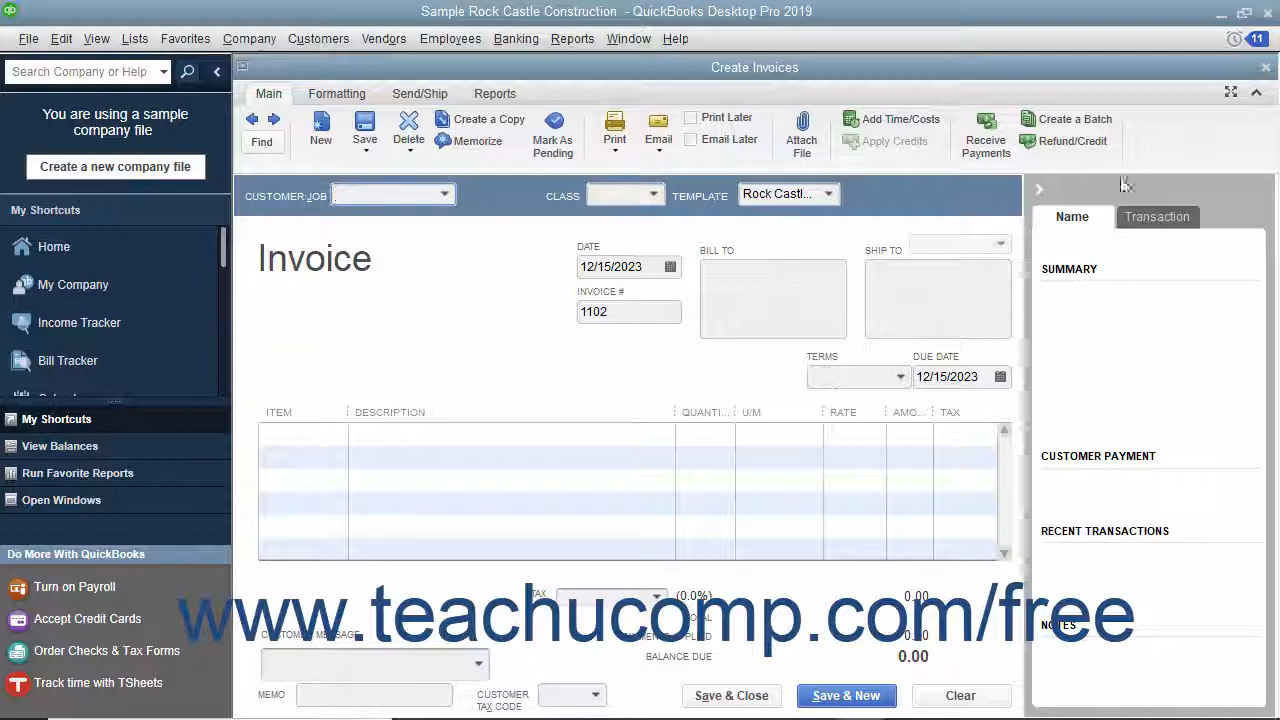 Sample Rock Castle Construction - QuickBooks Desktop Pro 2019
File Edit View Lists Favorites Company Customers Vendors Employees Banking Reports Window Help
11
Search Company or Help
Create Invoices
You are using a sample
company file
Create a new company file
My Shortcuts
Home
My Company
Income Tracker
Bill Tracker
My Shortcuts
View Balances
Run Favorite Reports
Open Windows
Do More With QuickBooks
Turn on Payroll
Accept Credit Cards
Order Checks & Tax Forms
Track time with TSheets
Main Formatting Send/Ship Reports
Find
New
Save
Delete
Create a Copy
Memorize
Mark As
Pending
Print
Email
Print Later
Email Later
Attach
File
Add Time/Costs
Apply Credits
Receive
Payments
Create a Batch
Refund/Credit
CUSTOMER:JOB
CLASS
TEMPLATE Rock Castl...
Invoice
DATE
12/15/2023
INVOICE #
1102
BILL TO
SHIP TO
TERMS
DUE DATE
12/15/2023
ITEM DESCRIPTION QUANTI... U/M RATE AMO... TAX
TAX (0.0%) 0.00
www.teachucomp.com/free
CUSTOMER MESSAGE
0.00
BALANCE DUE 0.00
MEMO
CUSTOMER
TAX CODE
Save & Close
Save & New
Clear
Name
Transaction
SUMMARY
CUSTOMER PAYMENT
RECENT TRANSACTIONS
NOTES